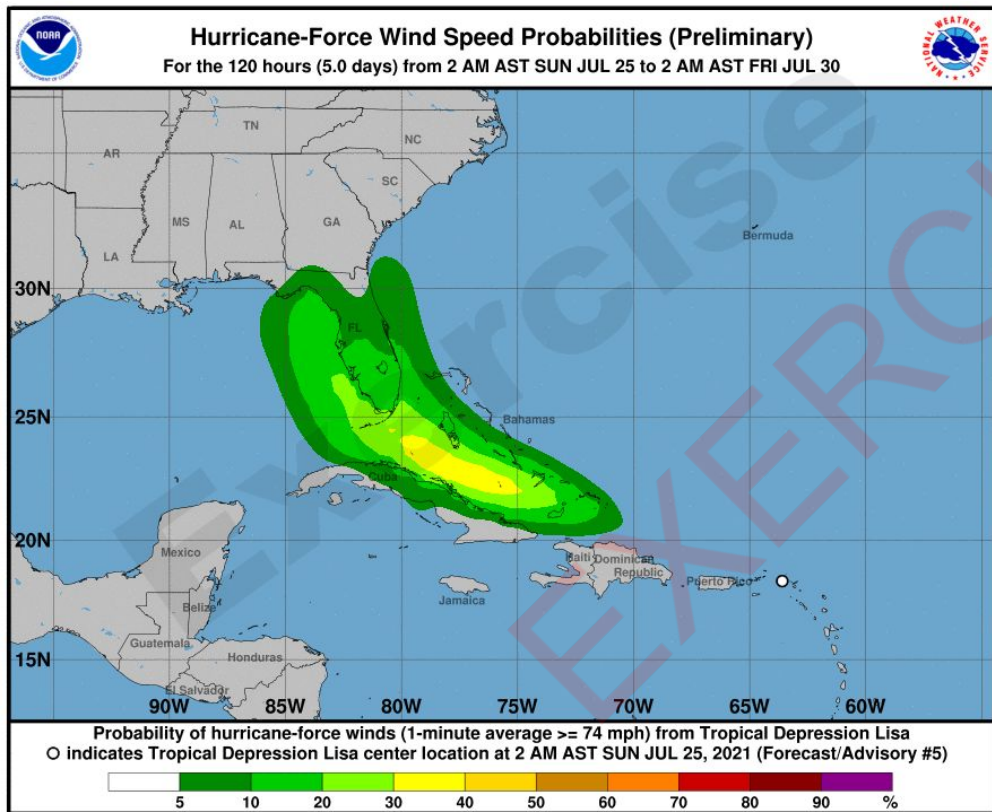 Hurricane-Force Wind Speed Probabilities (Preliminary)
For the 120 hours (5.0 days) from 2 AM AST SUN JUL 25 to 2 AM AST FRI JUL 30
NOAA
NATIONAL WEATHER SERVICE
Exercise
EXERCI
TN
NC
AR
SC
MS
AL
GA
LA
Bermuda
30N
FL
25N
Bahamas
Cuba
20N
Mexico
Haiti
Dominican
Republic
Puerto Rico
Jamaica
Belize
Guatemala
Honduras
15N
El Salvador
90W 85W 80W 75W 70W 65W 60W
Probability of hurricane-force winds (1-minute average >= 74 mph) from Tropical Depression Lisa
indicates Tropical Depression Lisa center location at 2 AM AST SUN JUL 25, 2021 (Forecast/Advisory #5)
5 10 20 30 40 50 60 70 80 90 %